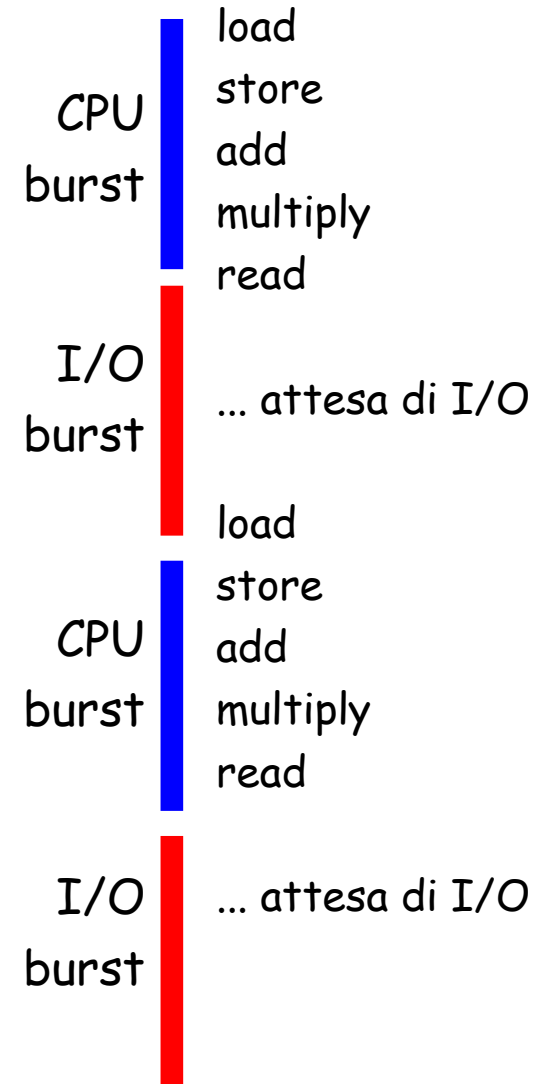 load
CPU
burst
store
add
multiply
read
I/O
burst
... attesa di I/O
load
CPU
burst
store
add
multiply
read
I/O
burst
... attesa di I/O